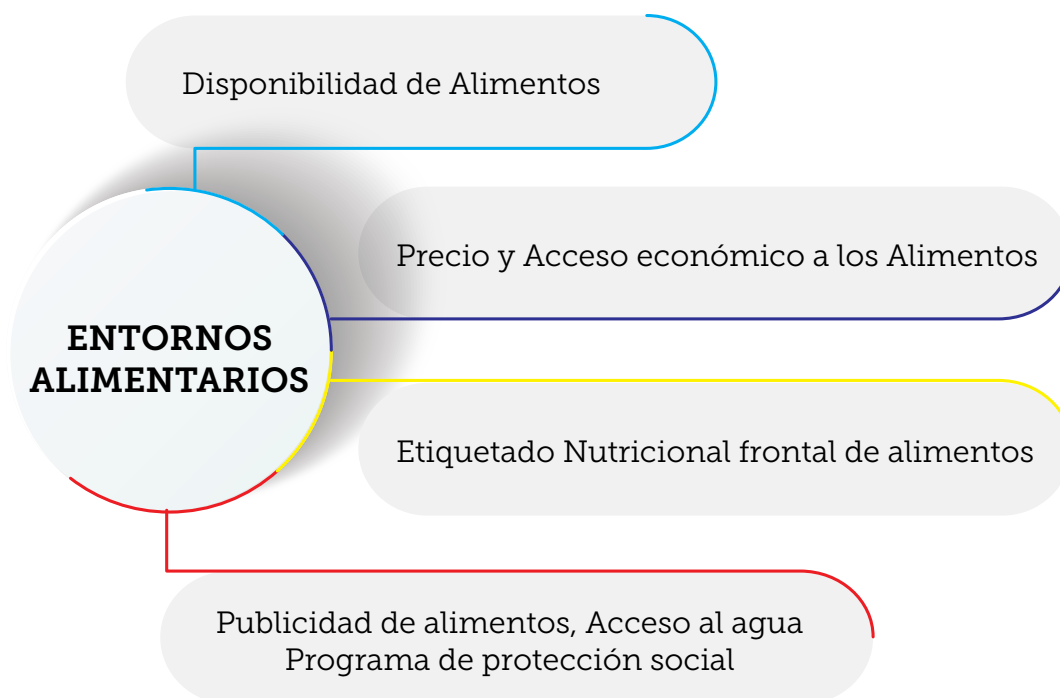 Disponibilidad de Alimentos
Precio y Acceso económico a los Alimentos
ENTORNOS
ALIMENTARIOS
Etiquetado Nutricional frontal de alimentos
Publicidad de alimentos, Acceso al agua
Programa de protección social